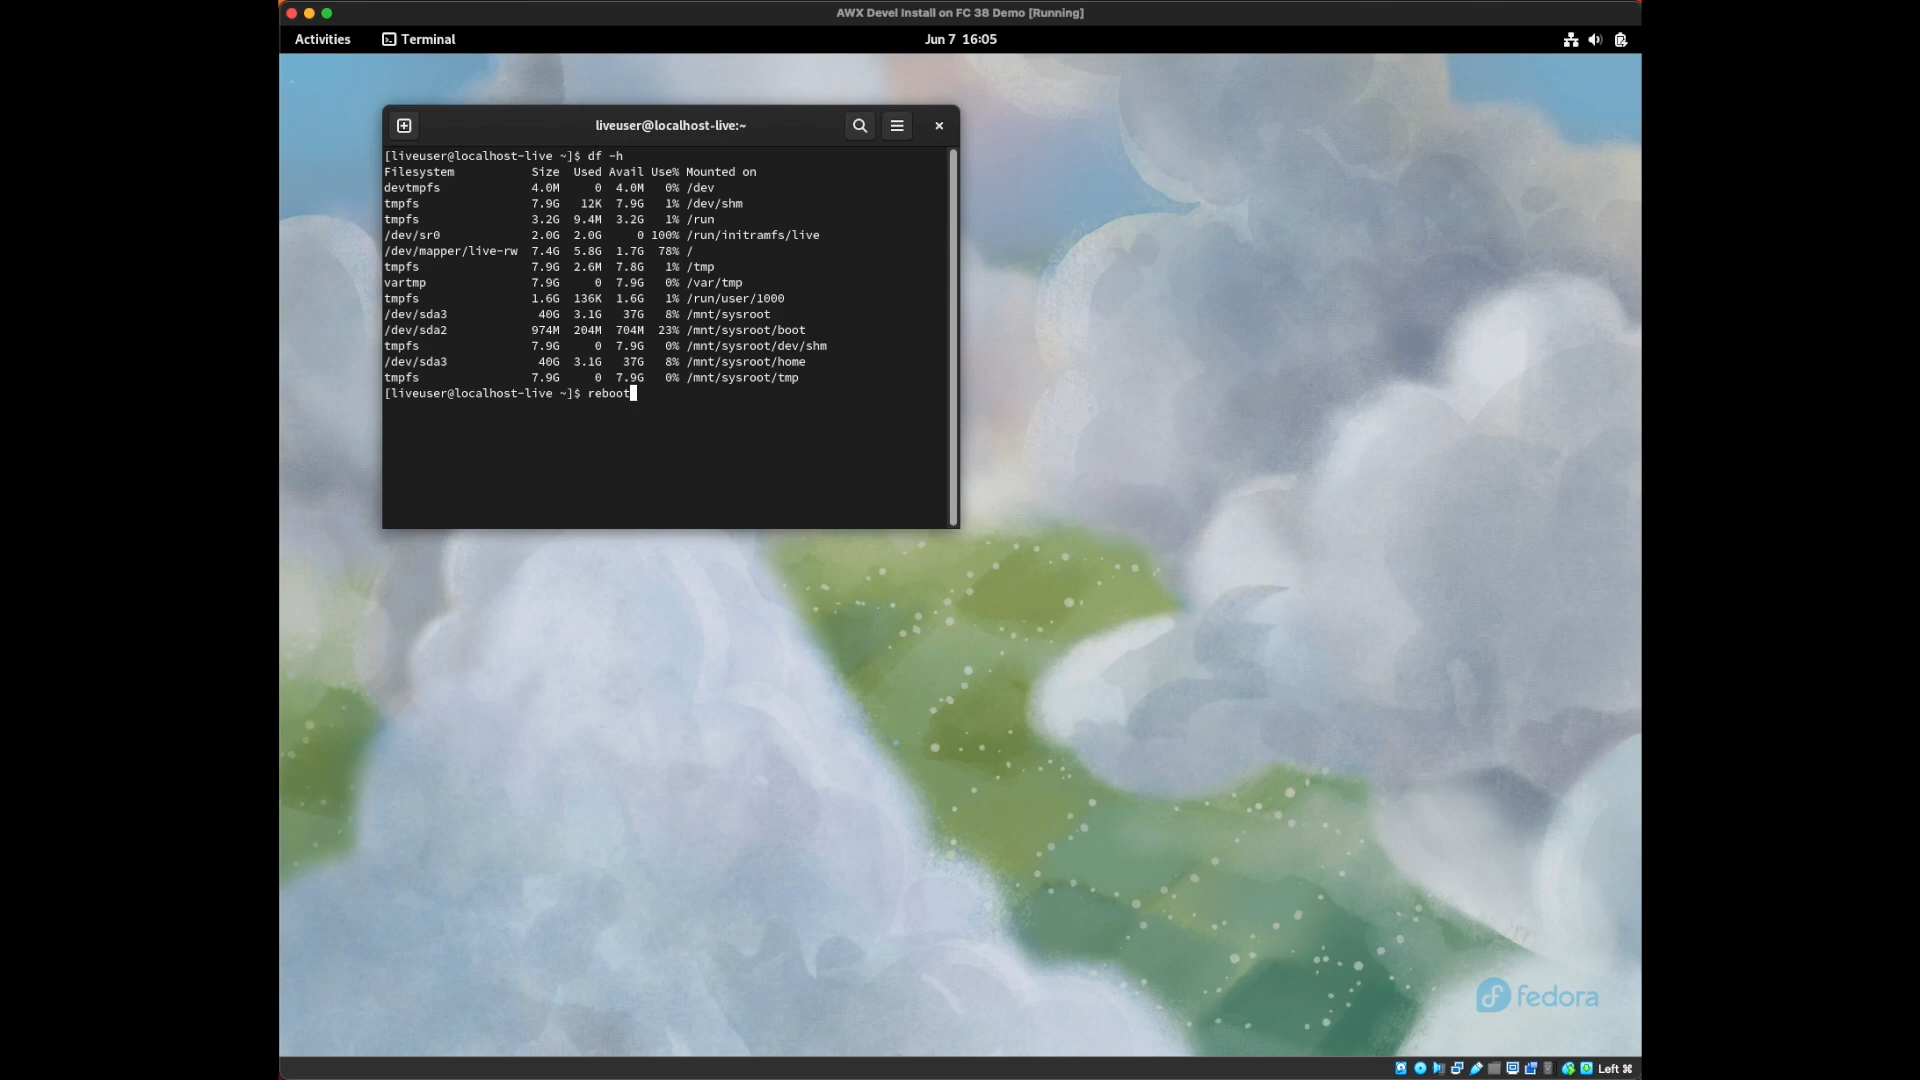 AWX Devel Install on FC 38 Demo [Running]
Activities Terminal Jun 7 16:05
liveuser@localhost-live:~
[liveuser@localhost-live ~]$ df -h
Filesystem Size Used Avail Use% Mounted on
devtmpfs 4.0M 0 4.0M 0% /dev
tmpfs 7.9G 12K 7.9G 1% /dev/shm
tmpfs 3.2G 9.4M 3.2G 1% /run
/dev/sr0 2.0G 2.0G 0 100% /run/initramfs/live
/dev/mapper/live-rw 7.4G 5.8G 1.7G 78% /
tmpfs 7.9G 2.6M 7.8G 1% /tmp
vartmp 7.9G 0 7.9G 0% /var/tmp
tmpfs 1.6G 136K 1.6G 1% /run/user/1000
/dev/sda3 40G 3.1G 37G 8% /mnt/sysroot
/dev/sda2 974M 204M 704M 23% /mnt/sysroot/boot
tmpfs 7.9G 0 7.9G 0% /mnt/sysroot/dev/shm
/dev/sda3 40G 3.1G 37G 8% /mnt/sysroot/home
tmpfs 7.9G 0 7.9G 0% /mnt/sysroot/tmp
[liveuser@localhost-live ~]$ reboot
fedora
Left ⌘